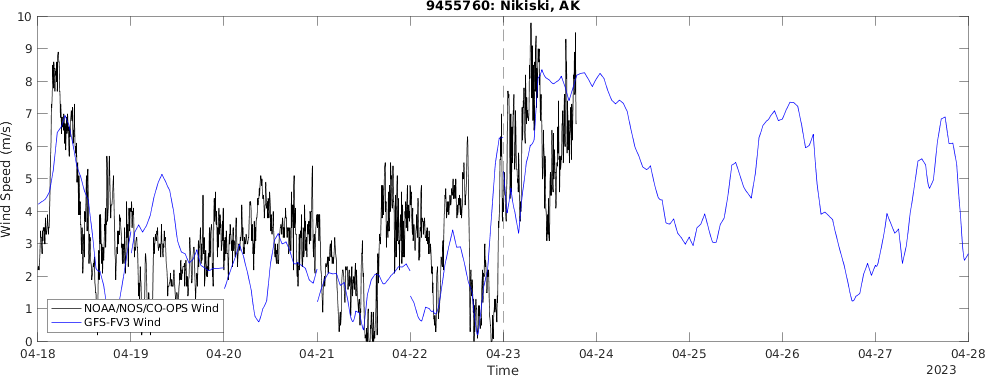 9455760: Nikiski, AK
10
9
8
7
6
5
4
3
2
1
0
Wind Speed (m/s)
NOAA/NOS/CO-OPS Wind
GFS-FV3 Wind
04-18 04-19 04-20 04-21 04-22 04-23 04-24 04-25 04-26 04-27 04-28
Time
2023